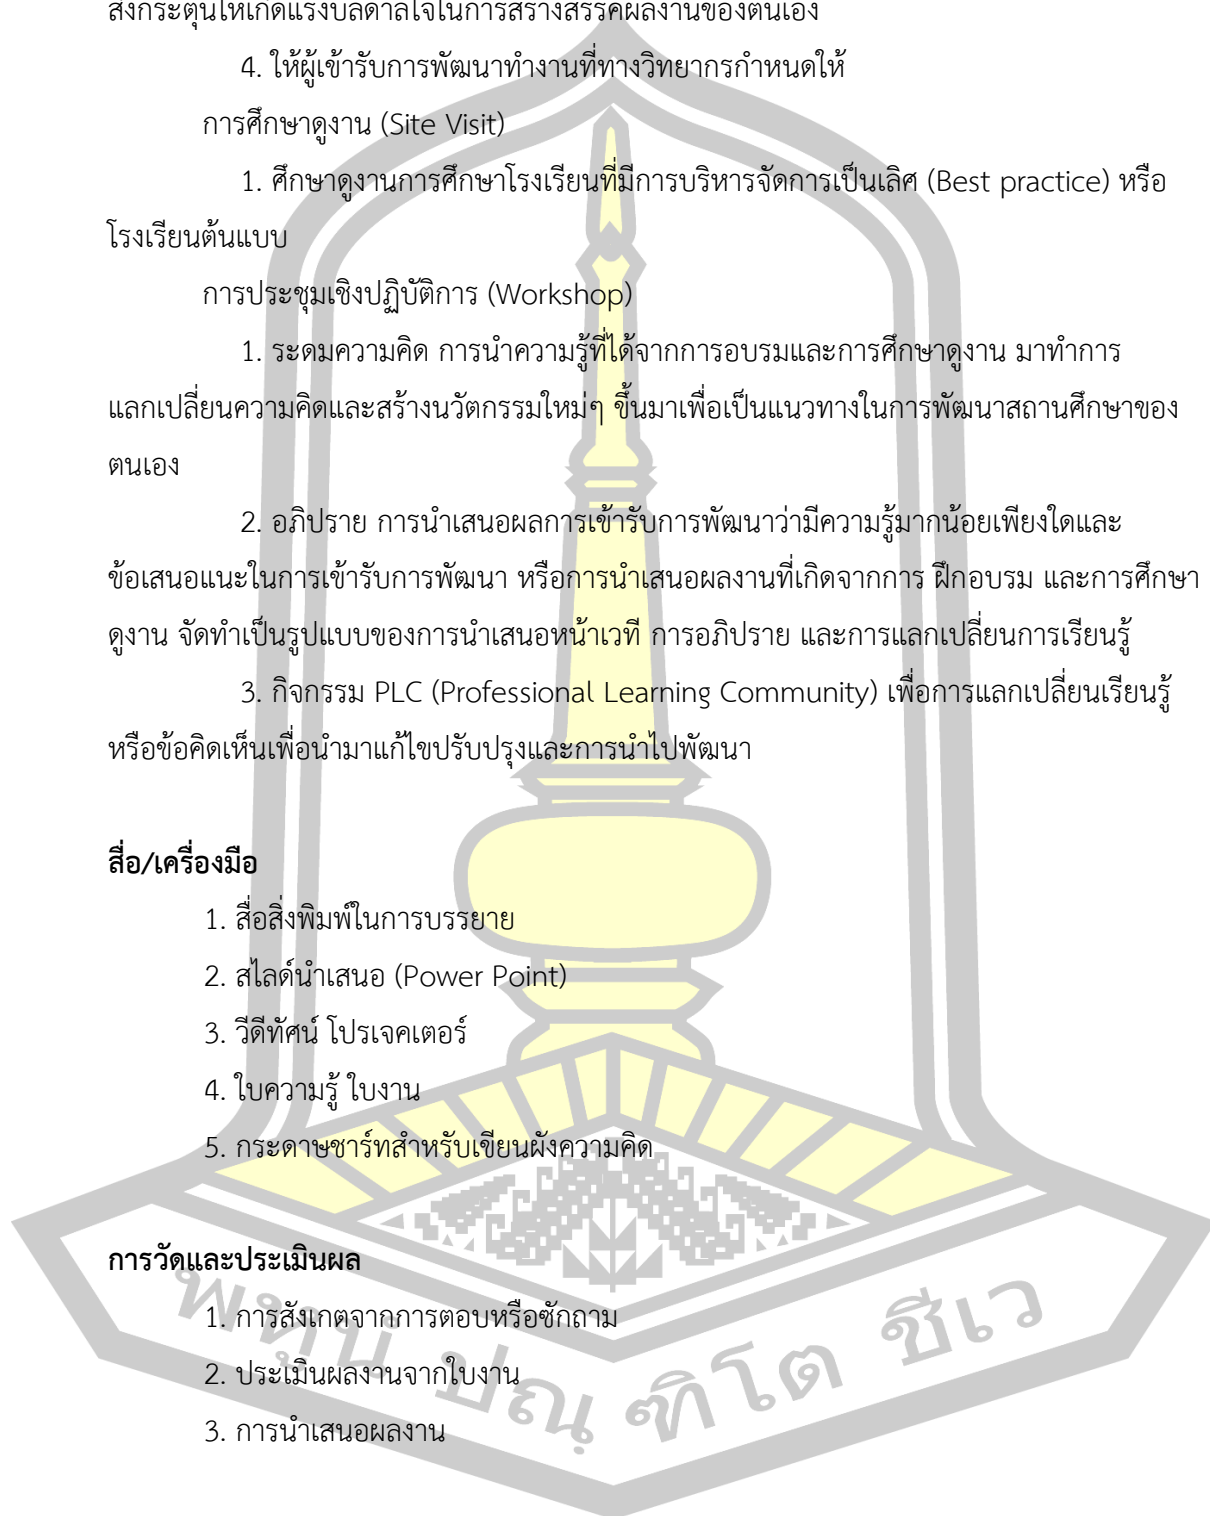 สิ่งกระตุ้นให้เกิดแรงบันดาลใจในการสร้างสรรค์ผลงานของตนเอง
4. ให้ผู้เข้ารับการพัฒนาทำงานที่ทางวิทยากรกำหนดให้
การศึกษาดูงาน (Site Visit)
1. ศึกษาดูงานการศึกษาโรงเรียนที่มีการบริหารจัดการเป็นเลิศ (Best practice) หรือ
โรงเรียนต้นแบบ
การประชุมเชิงปฏิบัติการ (Workshop)
1. ระดมความคิด การนำความรู้ที่ได้จากการอบรมและการศึกษาดูงาน มาทำการ
แลกเปลี่ยนความคิดและสร้างนวัตกรรมใหม่ๆ ขึ้นมาเพื่อเป็นแนวทางในการพัฒนาสถานศึกษาของ
ตนเอง
2. อภิปราย การนำเสนอผลการเข้ารับการพัฒนาว่ามีความรู้มากน้อยเพียงใดและ
ข้อเสนอแนะในการเข้ารับการพัฒนา หรือการนำเสนอผลงานที่เกิดจากการ ฝึกอบรม และการศึกษา
ดูงาน จัดทำเป็นรูปแบบของการนำเสนอหน้าเวที การอภิปราย และการแลกเปลี่ยนการเรียนรู้
3. กิจกรรม PLC (Professional Learning Community) เพื่อการแลกเปลี่ยนเรียนรู้
หรือข้อคิดเห็นเพื่อนำมาแก้ไขปรับปรุงและการนำไปพัฒนา
สื่อ/เครื่องมือ
1. สื่อสิ่งพิมพ์ในการบรรยาย
2. สไลด์นำเสนอ (Power Point)
3. วีดีทัศน์ โปรเจคเตอร์
4. ใบความรู้ ใบงาน
5. กระดาษชาร์ทสำหรับเขียนผังความคิด
การวัดและประเมินผล
1. การสังเกตจากการตอบหรือซักถาม
2. ประเมินผลงานจากใบงาน
3. การนำเสนอผลงาน
พหูนํ ปณฺฑิโต ชีเว